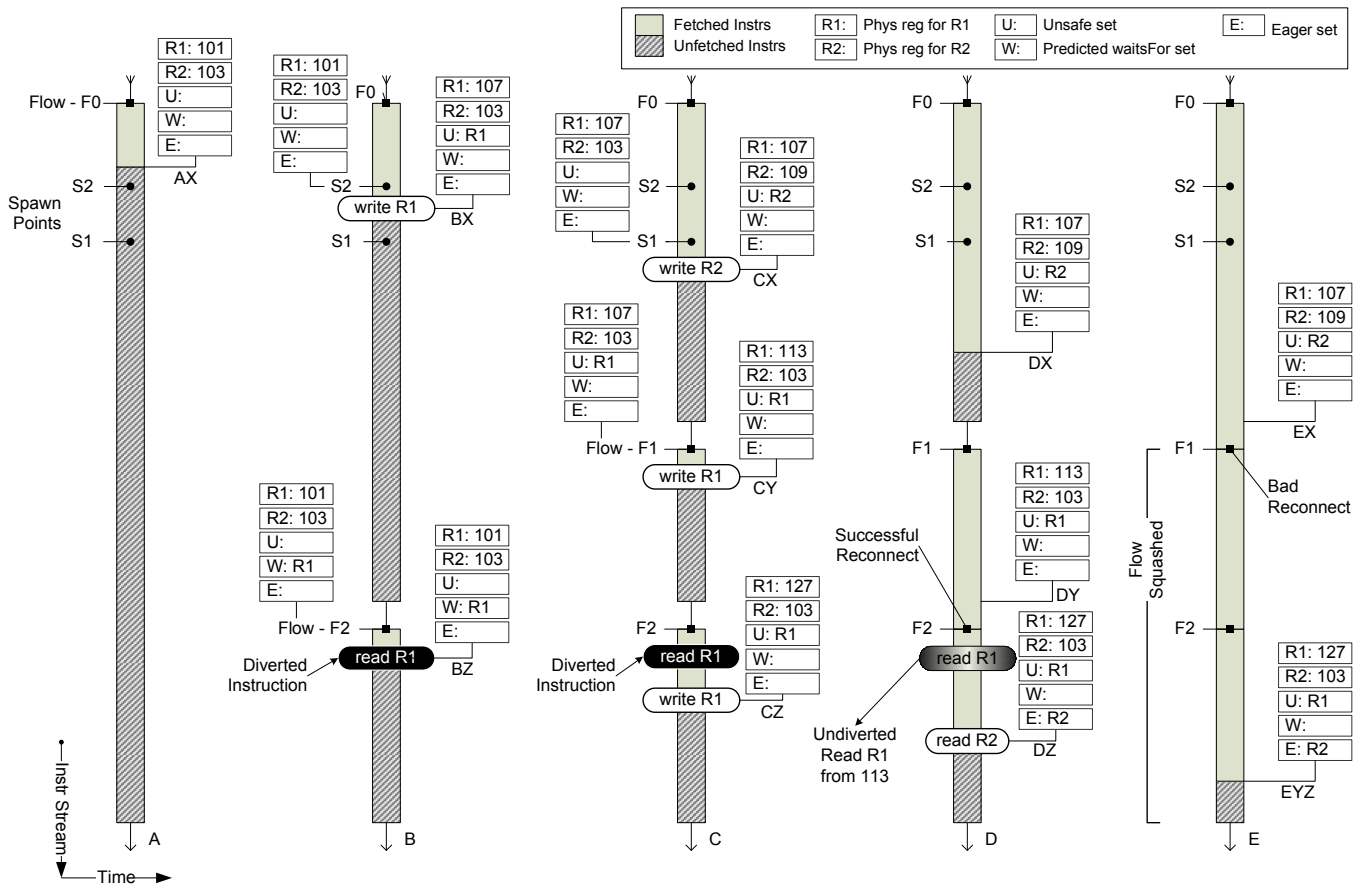 Fetched Instrs
Unfetched Instrs
R1: Phys reg for R1
R2: Phys reg for R2
U: Unsafe set
W: Predicted waitsFor set
E: Eager set
Flow - F0
R1: 101
R2: 103
U:
W:
E:
AX
Spawn
Points
S2
S1
A
R1: 101
R2: 103
U:
W:
E:
F0
S2
R1: 107
R2: 103
U: R1
W:
E:
write R1
BX
S1
R1: 101
R2: 103
U:
W: R1
E:
Flow - F2
Diverted
Instruction
read R1
R1: 101
R2: 103
U:
W: R1
E:
BZ
B
F0
R1: 107
R2: 103
U:
W:
E:
S2
S1
R1: 107
R2: 109
U: R2
W:
E:
write R2
CX
R1: 107
R2: 103
U: R1
W:
E:
Flow - F1
R1: 113
R2: 103
U: R1
W:
E:
write R1
CY
F2
Diverted
Instruction
read R1
write R1
R1: 127
R2: 103
U: R1
W:
E:
CZ
C
F0
S2
S1
R1: 107
R2: 109
U: R2
W:
E:
DX
F1
R1: 113
R2: 103
U: R1
W:
E:
DY
Successful
Reconnect
F2
read R1
Undiverted
Read R1
from 113
R1: 127
R2: 103
U: R1
W:
E: R2
read R2
DZ
D
F0
S2
S1
R1: 107
R2: 109
U: R2
W:
E:
EX
F1
Bad
Reconnect
Flow
Squashed
F2
R1: 127
R2: 103
U: R1
W:
E: R2
EYZ
E
Instr Stream
Time